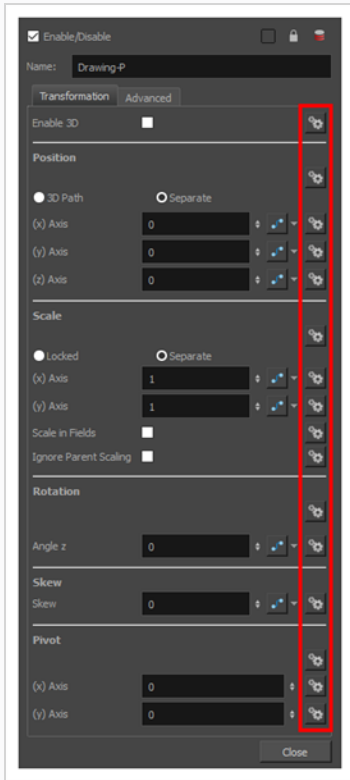 Enable/Disable
Name: Drawing-P
Transformation Advanced
Enable 3D
Position
3D Path Separate
(x) Axis 0
(y) Axis 0
(z) Axis 0
Scale
Locked Separate
(x) Axis 1
(y) Axis 1
Scale in Fields
Ignore Parent Scaling
Rotation
Angle z 0
Skew
Skew 0
Pivot
(x) Axis 0
(y) Axis 0
Close